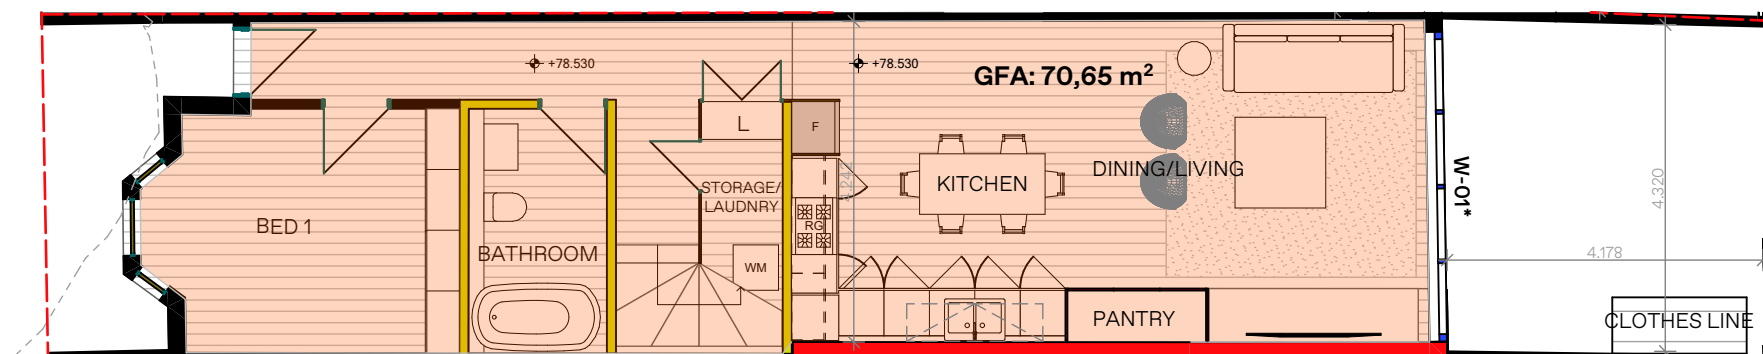 +78.530
+78.530
GFA: 70,65 m²
L
F
DINING/LIVING
KITCHEN
W-01*
4.320
STORAGE/
LAUDNRY
BED 1
RG
BATHROOM
WM
4.178
PANTRY
CLOTHES LINE